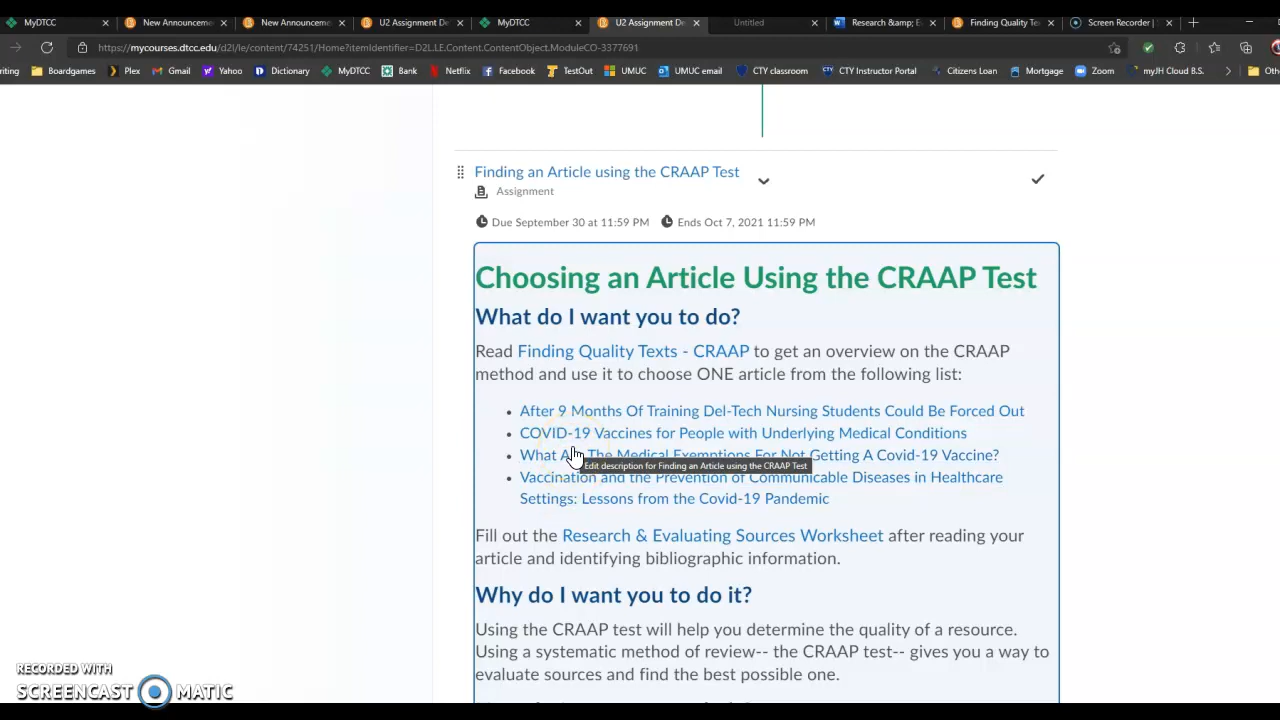 MyDTCC
New Announceme
New Announceme
U2 Assignment De
MyDTCC
U2 Assignment De
Untitled
Research &amp; E
Finding Quality Te
Screen Recorder |
https://mycourses.dtcc.edu/d2l/le/content/74251/Home?itemIdentifier=D2L.LE.Content.ContentObject.ModuleCO-3377691
riting Boardgames Plex Gmail Yahoo Dictionary MyDTCC Bank Netflix Facebook TestOut UMUC UMUC email CTY classroom CTY Instructor Portal Citizens Loan Mortgage Zoom myJH Cloud B.S. Oth
Finding an Article using the CRAAP Test
Assignment
Due September 30 at 11:59 PM Ends Oct 7, 2021 11:59 PM
Choosing an Article Using the CRAAP Test
What do I want you to do?
Read Finding Quality Texts - CRAAP to get an overview on the CRAAP
method and use it to choose ONE article from the following list:
• After 9 Months Of Training Del-Tech Nursing Students Could Be Forced Out
• COVID-19 Vaccines for People with Underlying Medical Conditions
• What A The Medical Exemptions For Not Getting A Covid-19 Vaccine?
Edit description for Finding an Article using the CRAAP Test
• Vaccination and the Prevention of Communicable Diseases in Healthcare
Settings: Lessons from the Covid-19 Pandemic
Fill out the Research & Evaluating Sources Worksheet after reading your
article and identifying bibliographic information.
Why do I want you to do it?
Using the CRAAP test will help you determine the quality of a resource.
Using a systematic method of review-- the CRAAP test-- gives you a way to
evaluate sources and find the best possible one.
RECORDED WITH
SCREENCAST MATIC